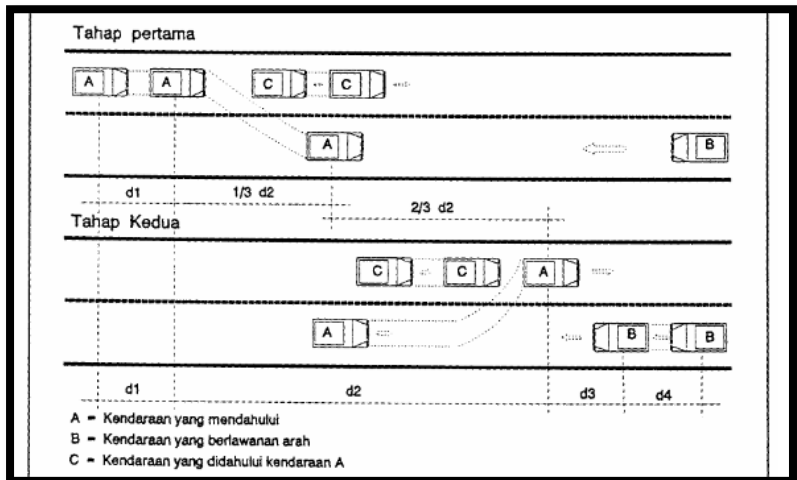 Tahap pertama
A A C C
A B
d1 1/3 d2 2/3 d2
Tahap Kedua
C C A
A B B
d1 d2 d3 d4
A = Kendaraan yang mendahului
B = Kendaraan yang berlawanan arah
C = Kendaraan yang didahului kendaraan A